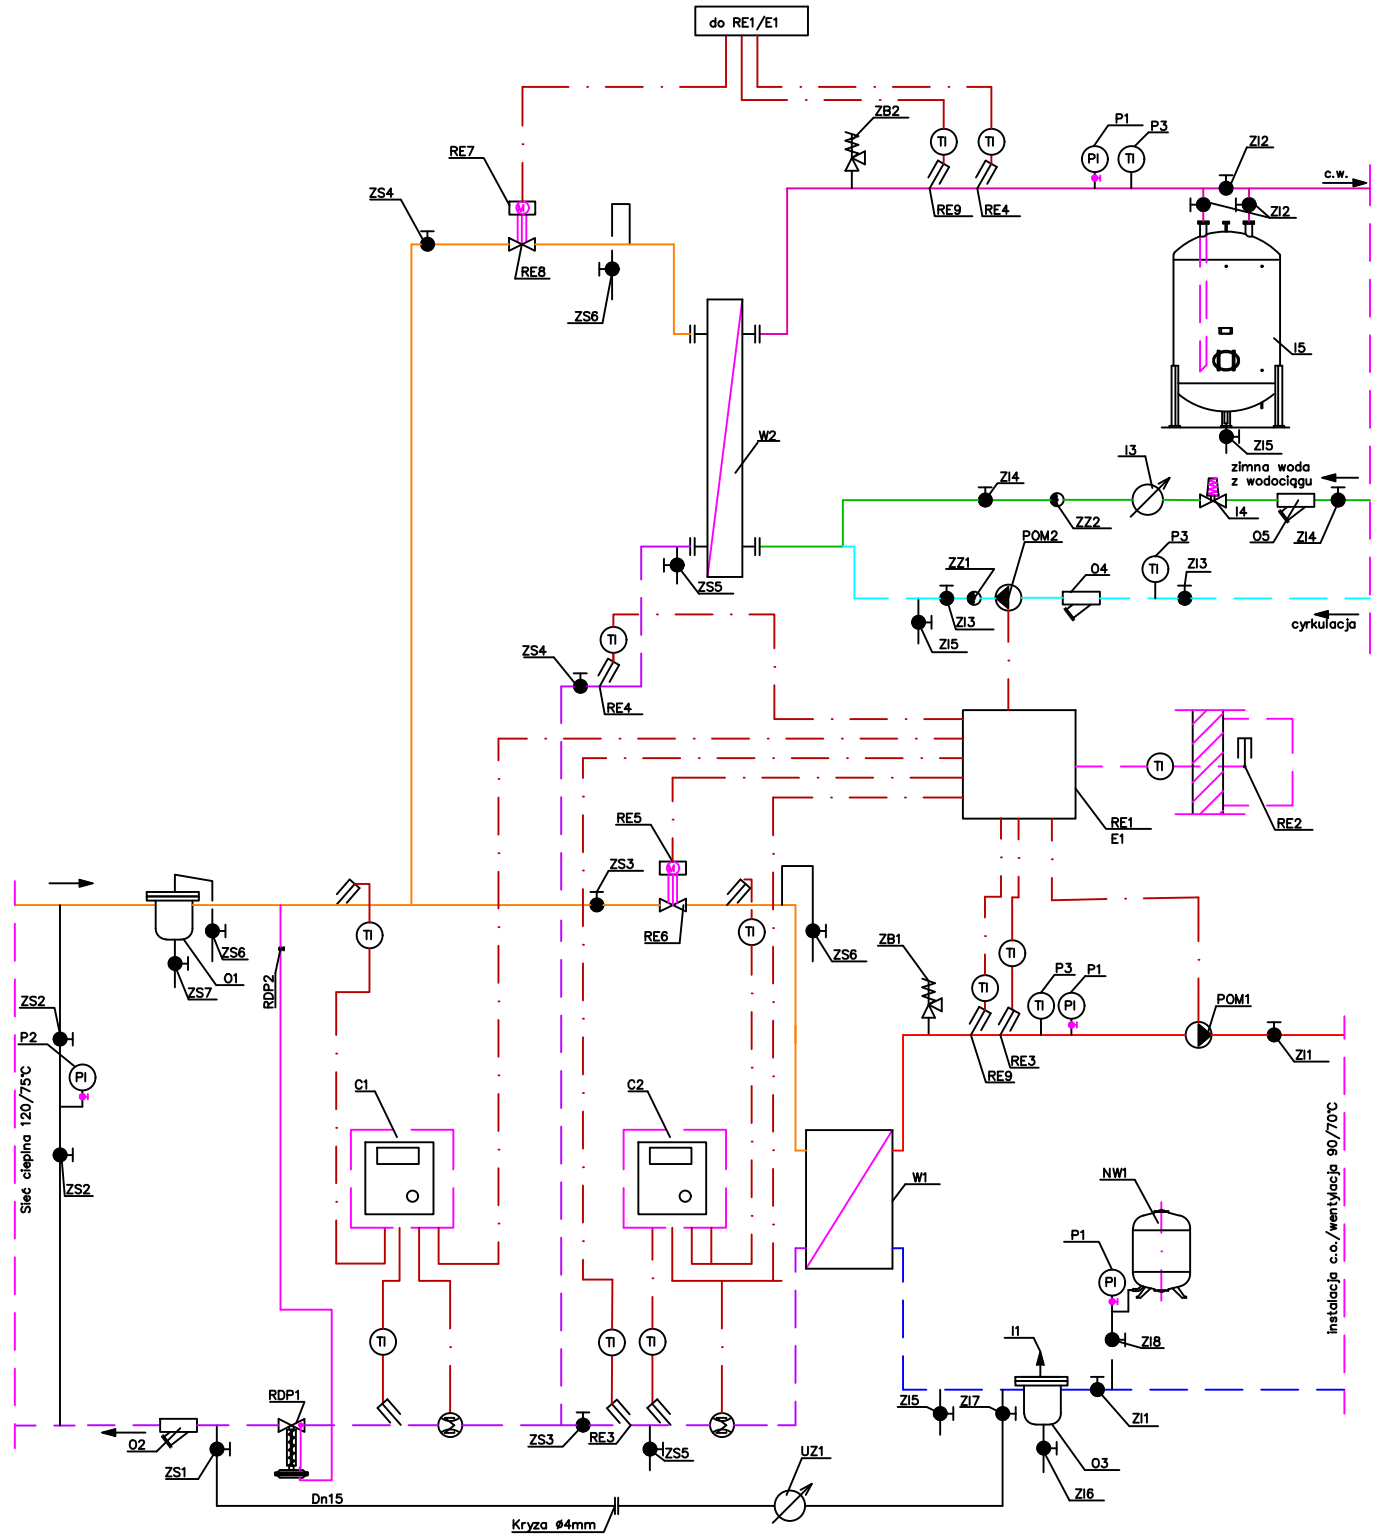 do RE1/E1
ZB2
P1
P3
ZI2
RE7
TI
TI
PI
TI
c.w.
ZS4
M
RE9
RE4
ZI2
RE8
ZS6
I5
W2
ZI5
I3
zimna woda
z wodociągu
ZI4
ZZ2
I4
O5
ZI4
POM2
P3
ZZ1
O4
TI
ZI3
ZS5
ZI3
cyrkulacja
TI
ZI5
ZS4
RE4
TI
RE1
E1
RE2
RE5
ZS3
M
TI
RE6
TI
ZS6
ZB1
ZS6
TI
O1
ZS7
RDP2
P3
P1
TI
TI
PI
POM1
ZS2
P2
PI
RE3
ZI1
RE9
Sieć cieplna 120/75°C
C1
C2
ZS2
W1
NW1
instalacja c.o./wentylacja 90/70°C
P1
PI
TI
TI
TI
I1
ZI8
RDP1
ZI5
ZI7
ZI1
O2
ZS3
RE3
ZS5
UZ1
O3
ZS1
ZI6
Dn15
Kryza Ø4mm